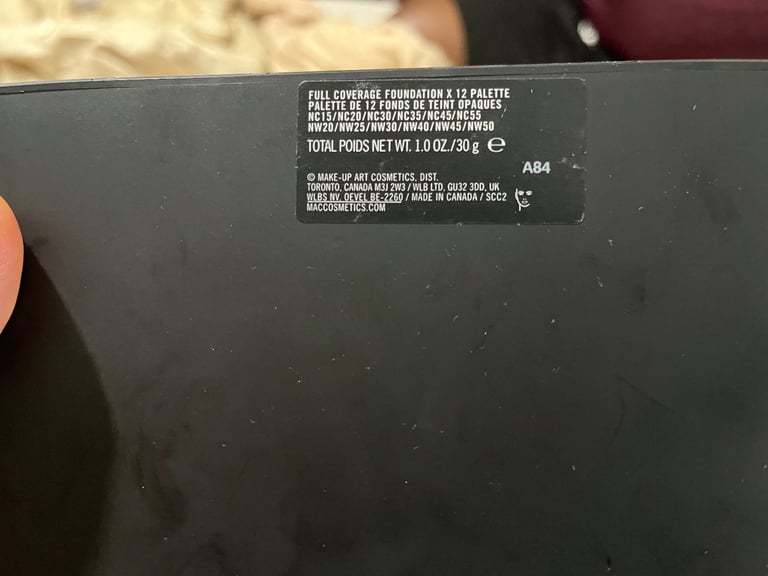 FULL COVERAGE FOUNDATION X 12 PALETTE
PALETTE DE 12 FONDS DE TEINT OPAQUES
NC15/NC20/NC30/NC35/NC45/NC55
NW20/NW25/NW30/NW40/NW45/NW50
TOTAL POIDS NET WT. 1.0 OZ./30 g ℮
A84
© MAKE-UP ART COSMETICS, DIST.
TORONTO, CANADA M3J 2W3 / WLB LTD, GU32 3DD, UK
WLBS NV. OEVEL BE-2260 / MADE IN CANADA / SCC2
MACCOSMETICS.COM